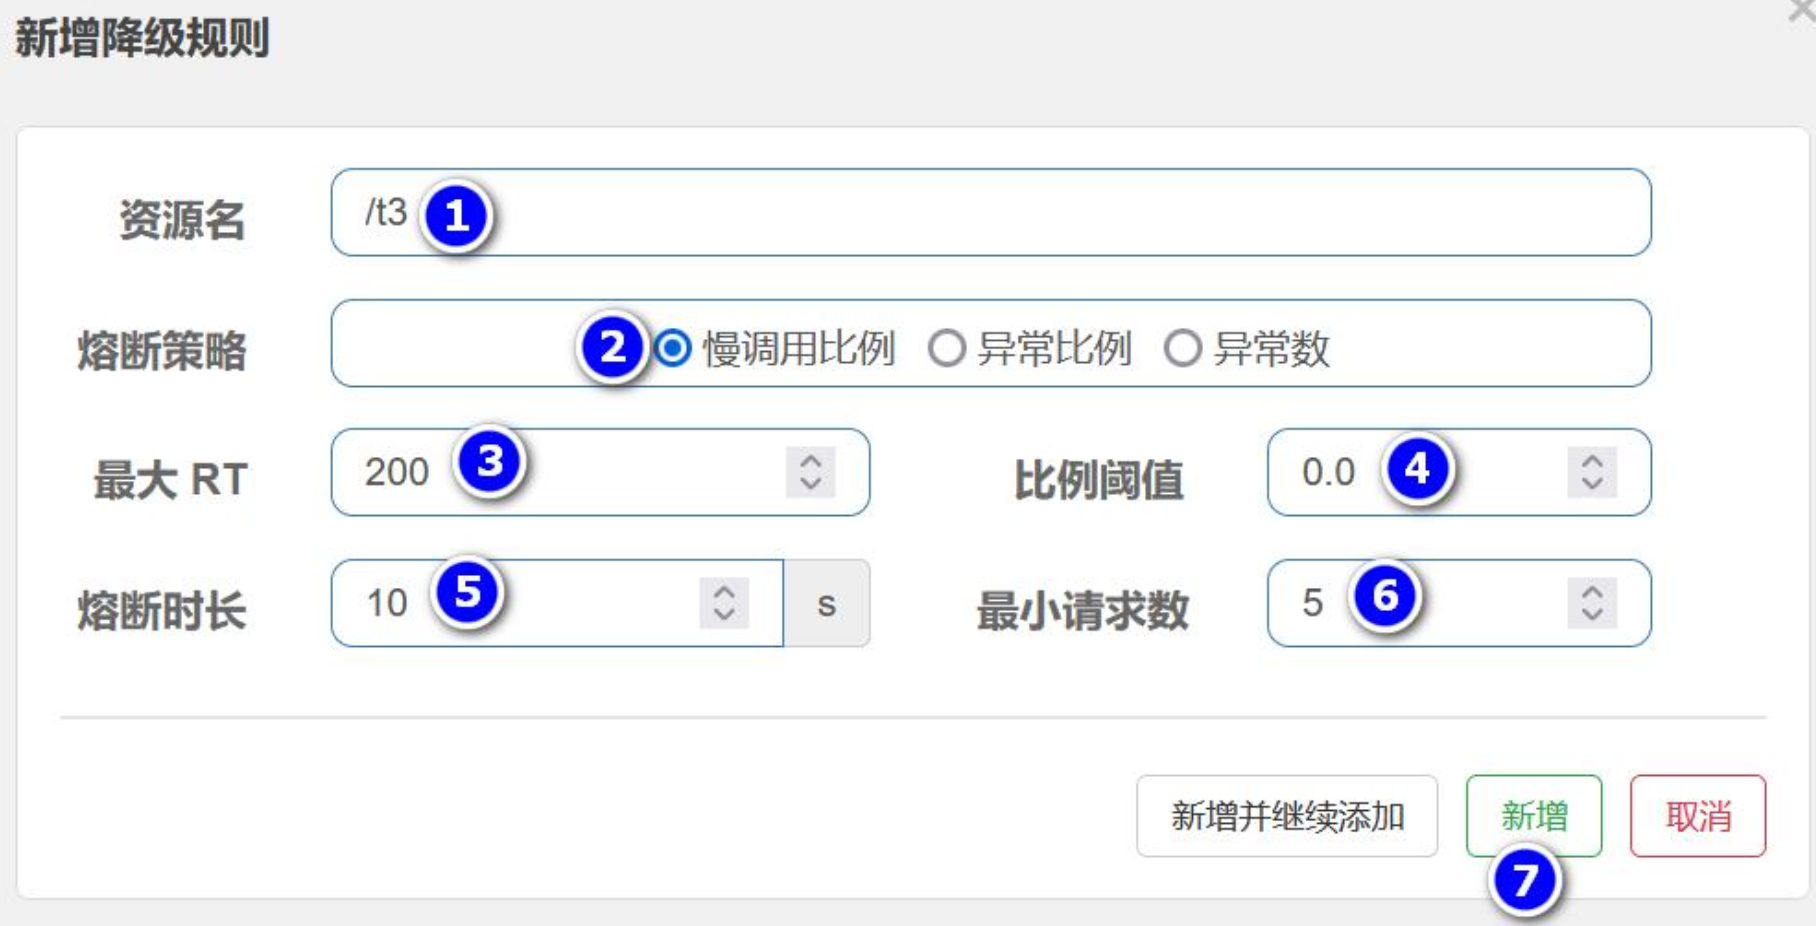 新增降级规则
×
资源名 /t3 1
熔断策略 2 慢调用比例 异常比例 异常数
最大 RT 200 3 比例阈值 0.0 4
熔断时长 10 5 s 最小请求数 5 6
新增并继续添加 新增 取消
7